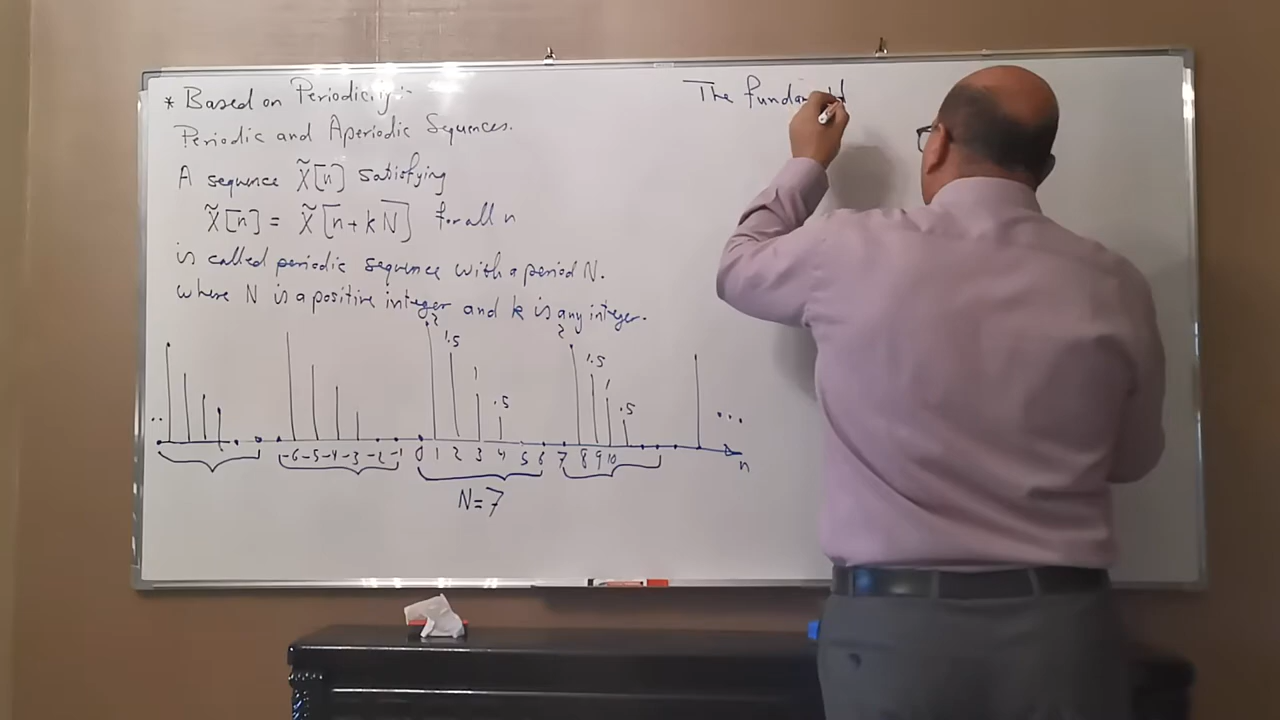 * Based on Periodicity:-
Periodic and Aperiodic Sequences.
A sequence x̃[n] satisfying
x̃[n] = x̃[n+kN] for all n
is called periodic sequence with a period N.
where N is a positive integer and k is any integer.
2 1.5 1 .5 2 1.5 1 .5
.. ...
-6 -5 -4 -3 -2 -1 0 1 2 3 4 5 6 7 8 9 10 n
N=7
The fundam